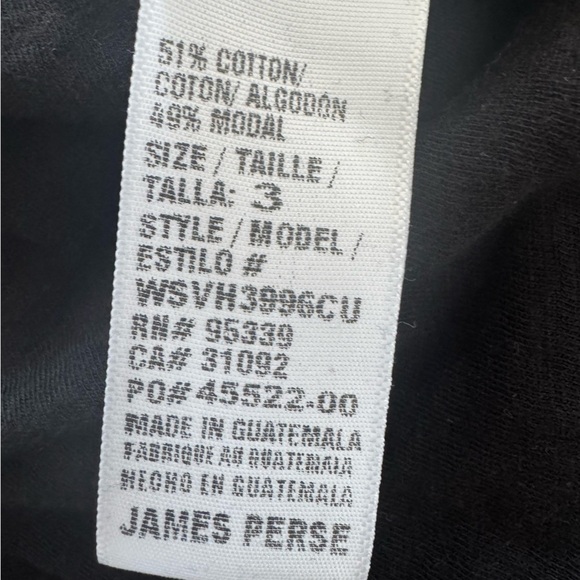 51% COTTON/
COTON/ ALGODÓN
49% MODAL
SIZE / TAILLE /
TALLA: 3
STYLE / MODEL /
ESTILO #
WSVH3996CU
RN# 95339
CA# 31092
PO# 45522-00
MADE IN GUATEMALA
FABRIQUE AU GUATEMALA
HECHO EN GUATEMALA
JAMES PERSE